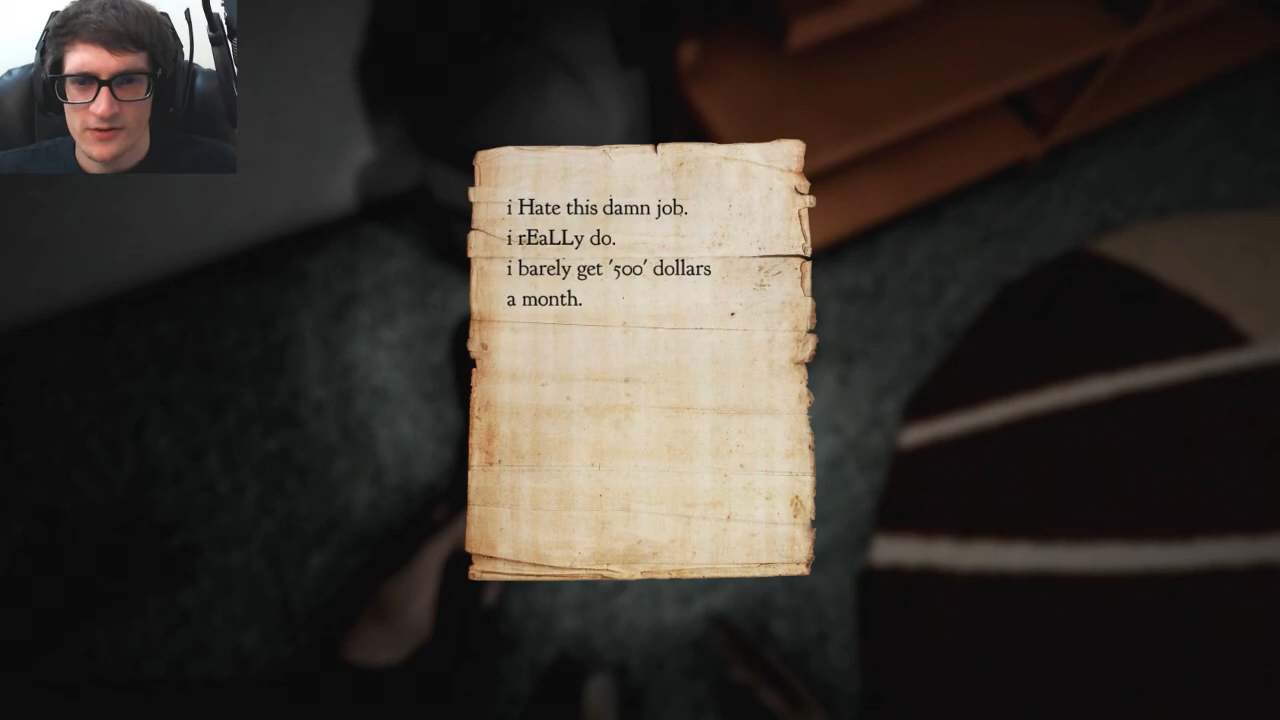 i Hate this damn job.
i rEaLLy do.
i barely get '500' dollars
a month.